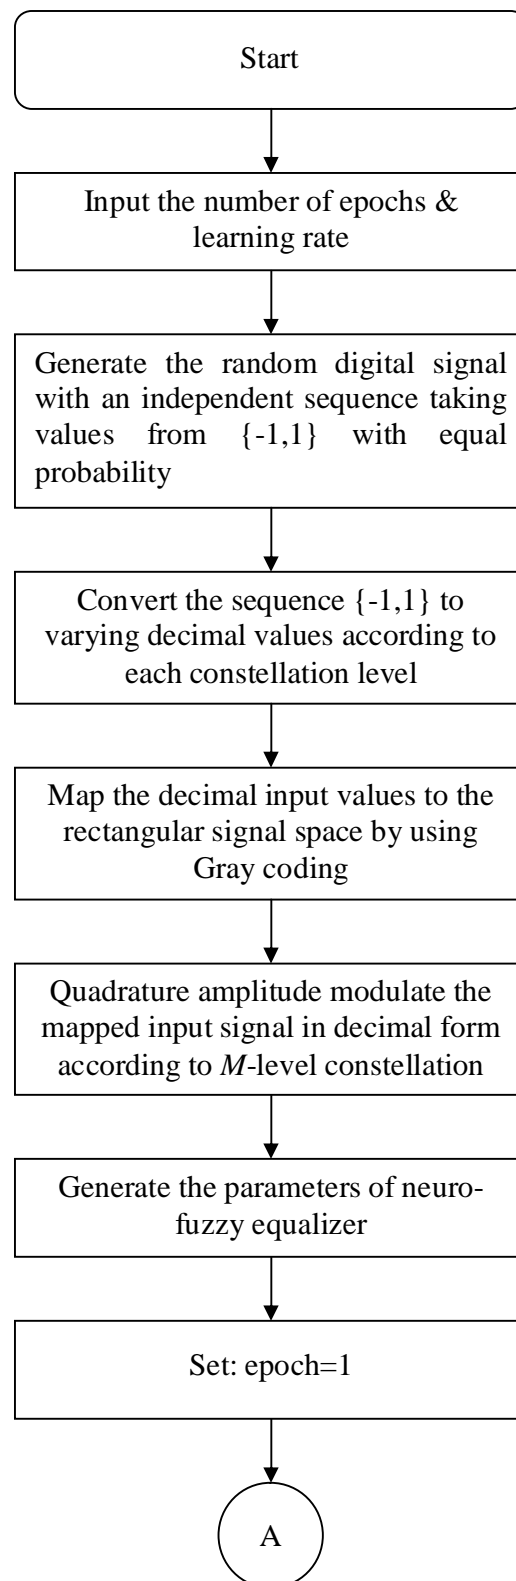 Start
Input the number of epochs &
learning rate
Generate the random digital signal
with an independent sequence taking
values from {-1,1} with equal
probability
Convert the sequence {-1,1} to
varying decimal values according to
each constellation level
Map the decimal input values to the
rectangular signal space by using
Gray coding
Quadrature amplitude modulate the
mapped input signal in decimal form
according to M-level constellation
Generate the parameters of neuro-
fuzzy equalizer
Set: epoch=1
A